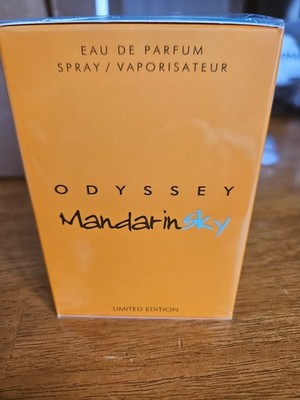 EAU DE PARFUM
SPRAY / VAPORISATEUR
ODYSSEY
Mandarinsky
LIMITED EDITION